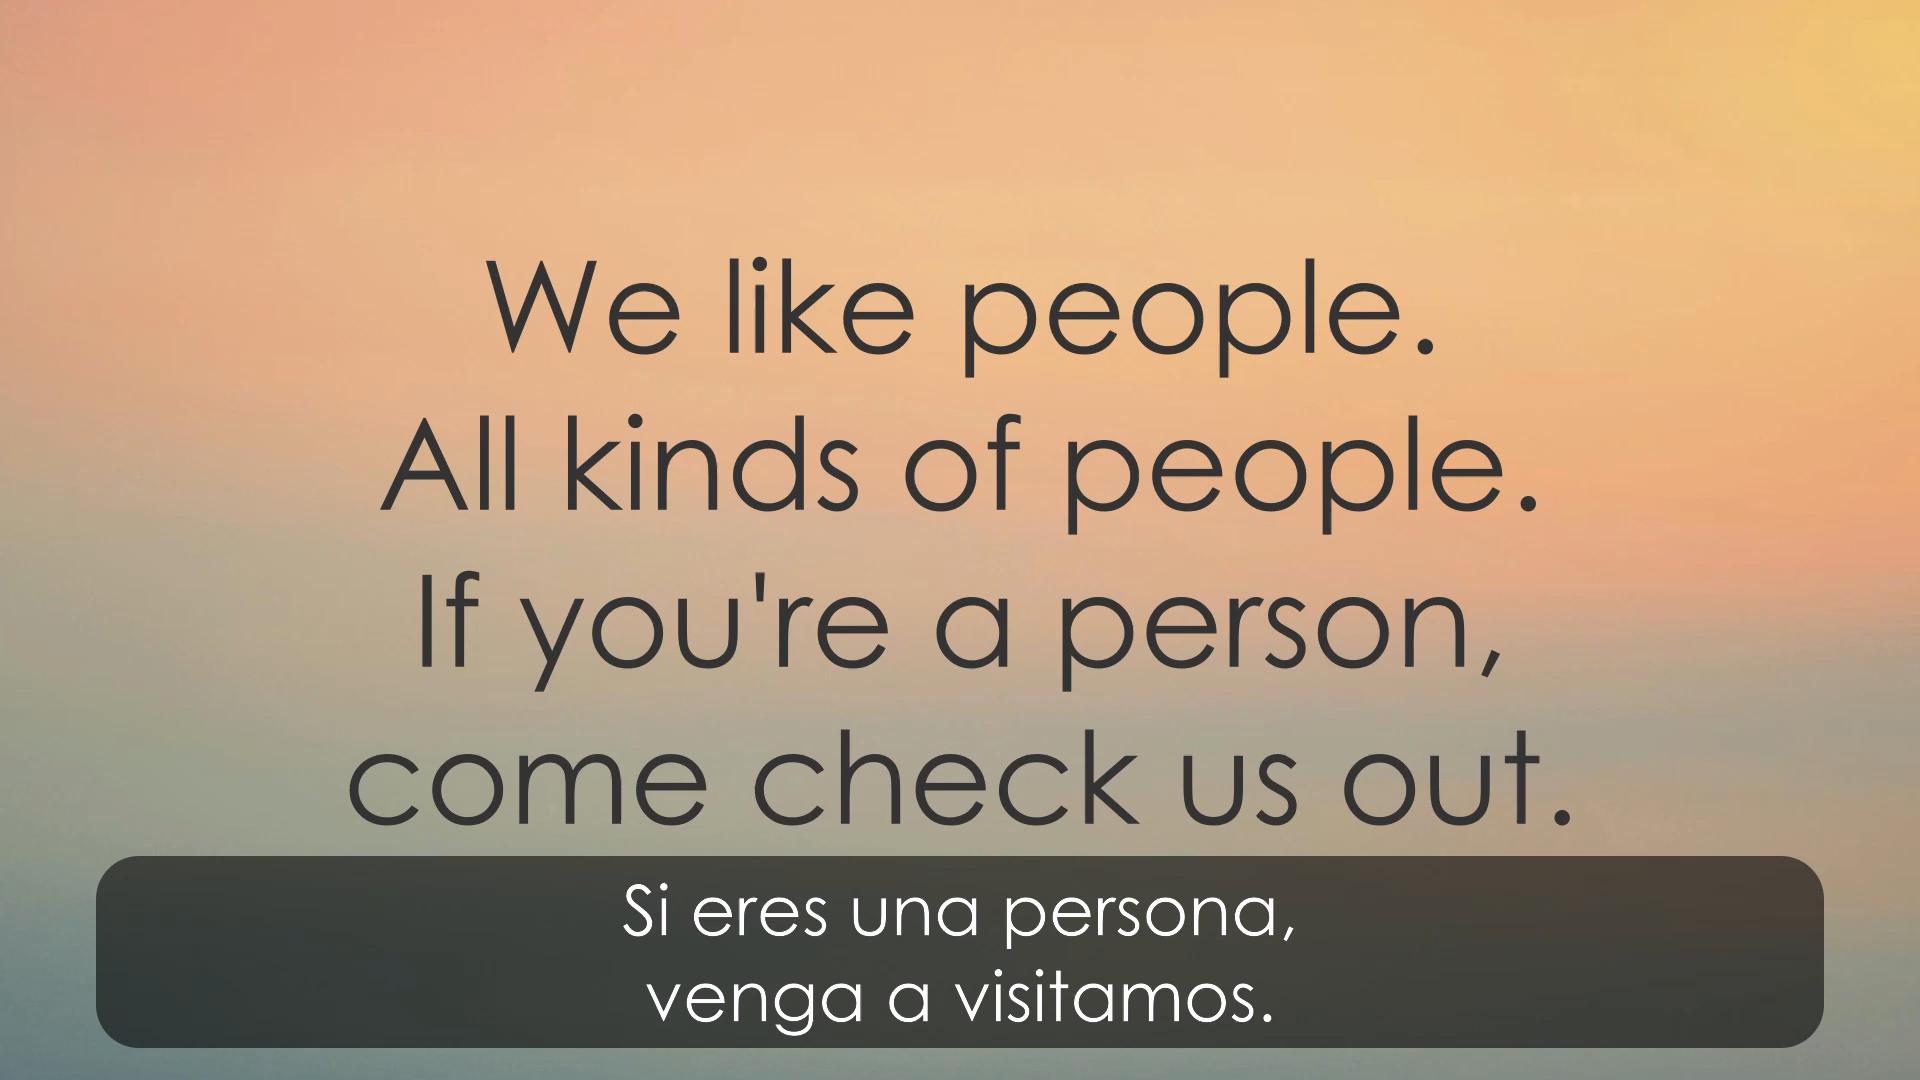 We like people.
All kinds of people.
If you're a person,
come check us out.
Si eres una persona,
venga a visitamos.